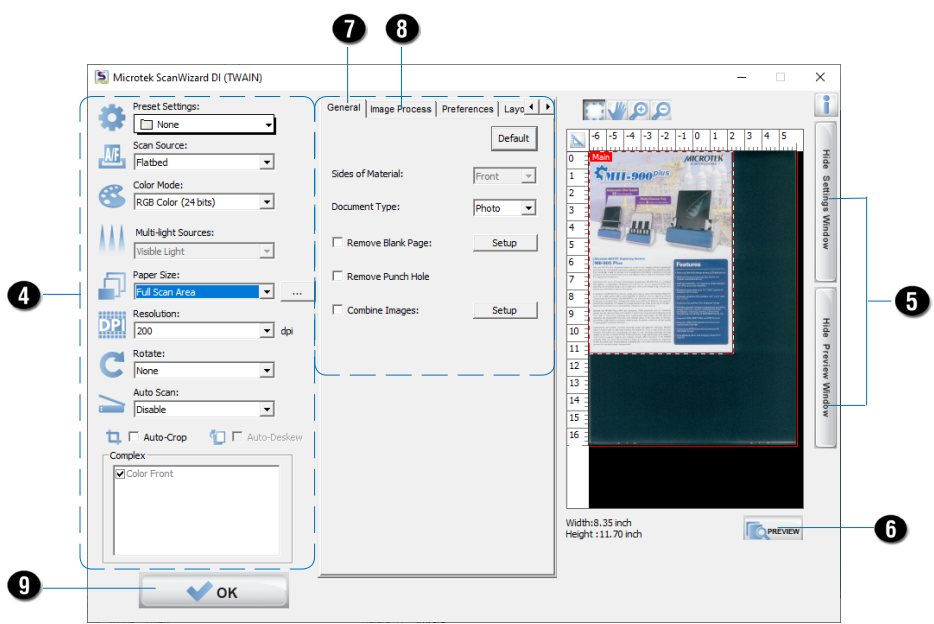 7 8
Microtek ScanWizard DI (TWAIN)
Preset Settings:
None
Scan Source:
A/E
Flatbed
Color Mode:
RGB Color (24 bits)
Multi-light Sources:
Visible Light
Paper Size:
Full Scan Area
...
Resolution:
DPI
200 dpi
Rotate:
None
Auto Scan:
Disable
Auto-Crop Auto-Deskew
Complex
Color Front
OK
4
9
General Image Process Preferences Layo
Default
Sides of Material: Front
Document Type: Photo
Remove Blank Page: Setup
Remove Punch Hole
Combine Images: Setup
-6 -5 -4 -3 -2 -1 0 1 2 3 4 5
0
1
2
3
4
5
6
7
8
9
10
11
12
13
14
15
16
Main
MICROTEK
MII-900 plus
Features
Width:8.35 inch
Height :11.70 inch
PREVIEW
i
Hide Settings Window
Hide Preview Window
5
6